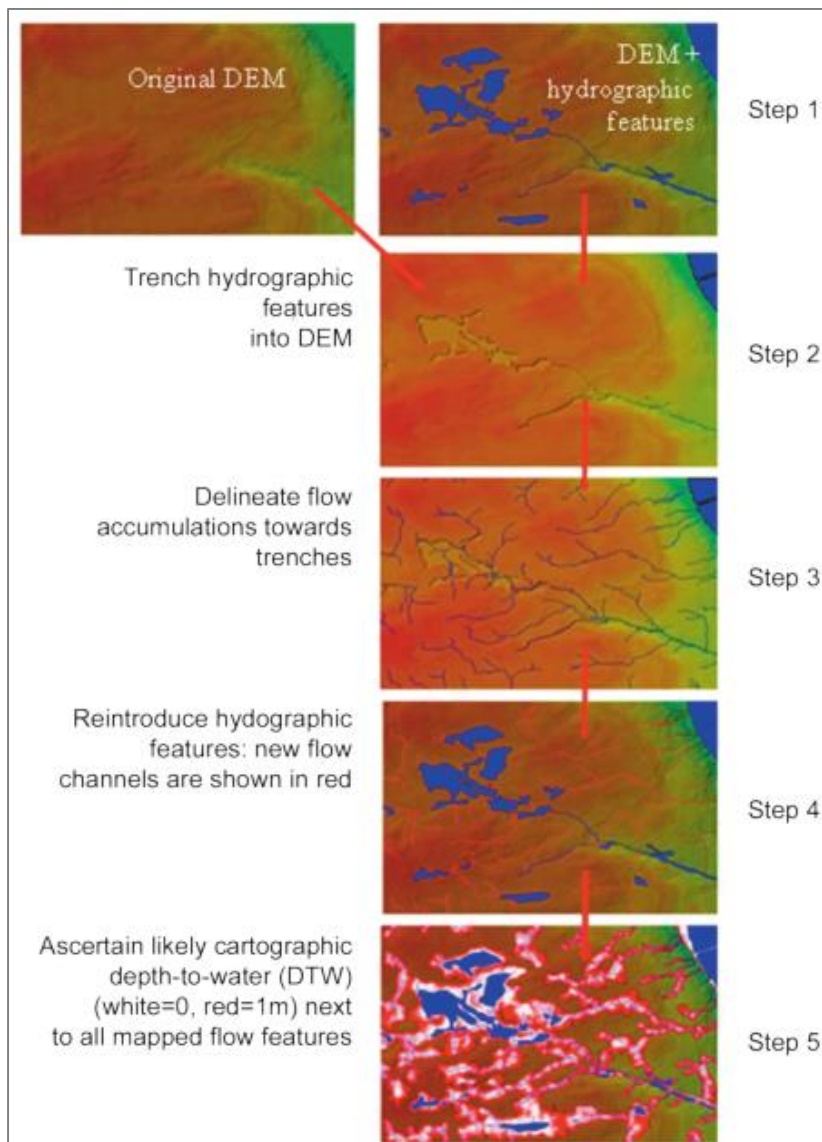 Original DEM
DEM +
hydrographic
features
Step 1
Trench hydrographic
features
into DEM
Step 2
Delineate flow
accumulations towards
trenches
Step 3
Reintroduce hydographic
features: new flow
channels are shown in red
Step 4
Ascertain likely cartographic
depth-to-water (DTW)
(white=0, red=1m) next
to all mapped flow features
Step 5